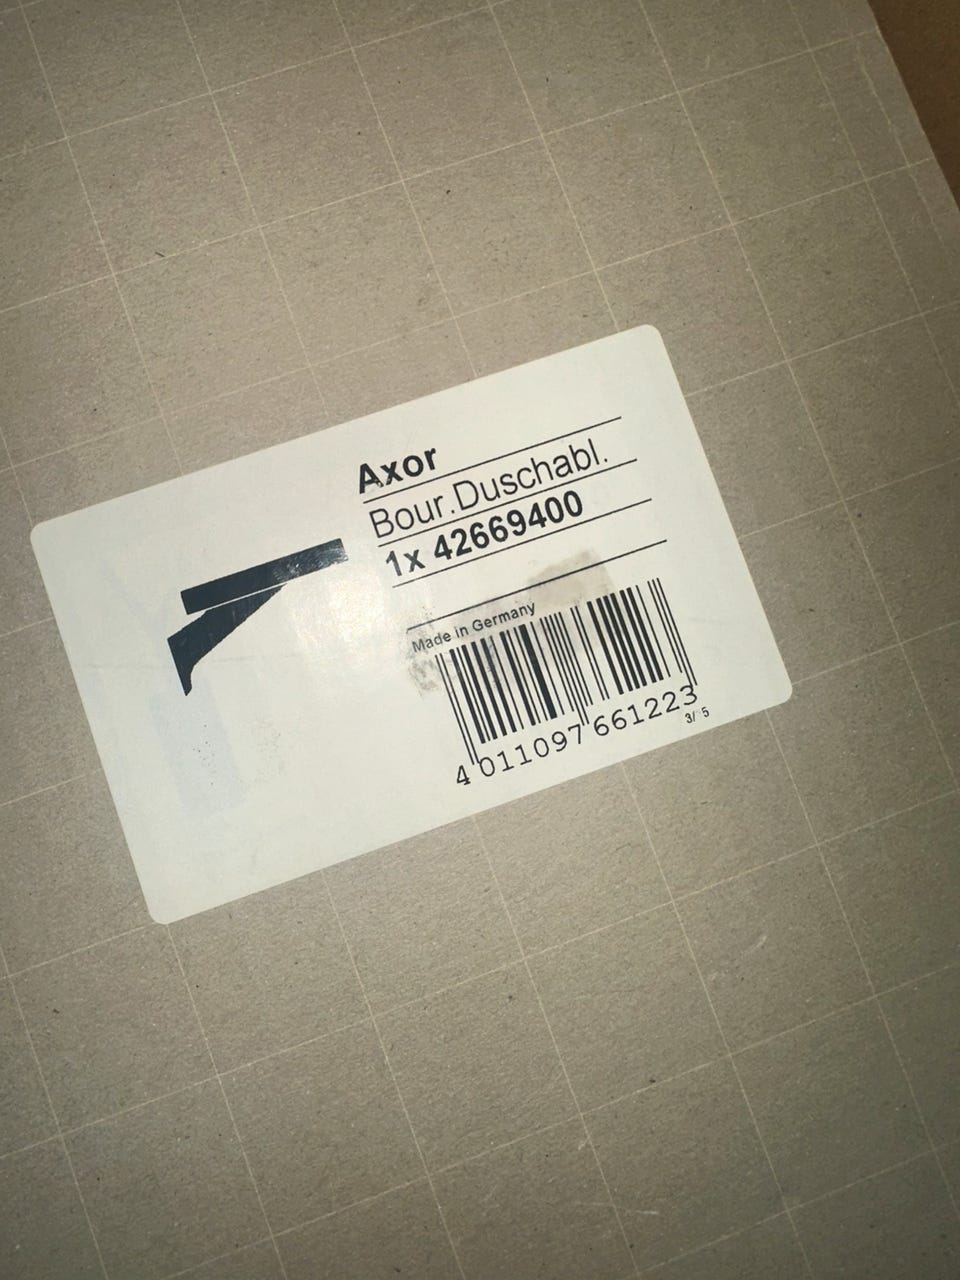 Axor
Bour.Duschabl.
1x 42669400
Made in Germany
4 011097 661223
3/ 5